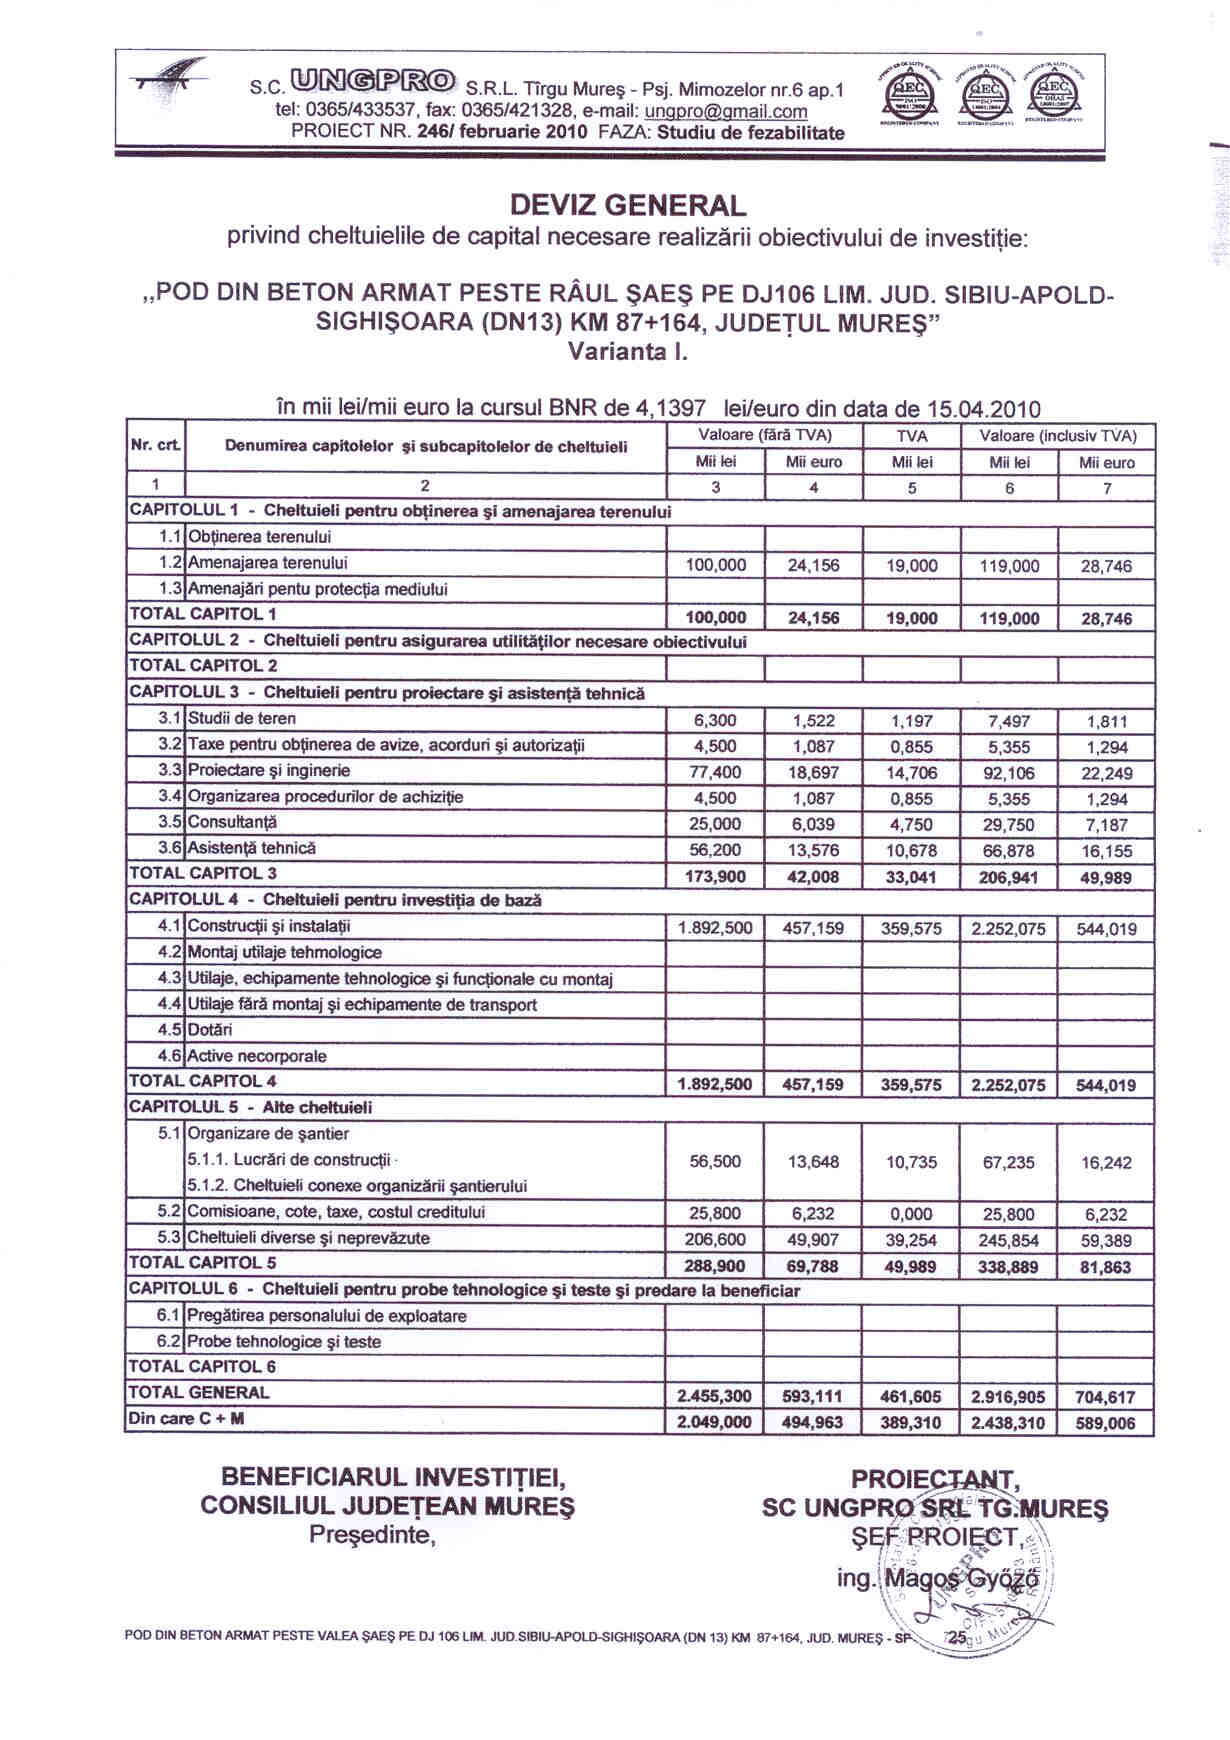 S.C. UNGPRO S.R.L. Tîrgu Mureş - Psj. Mimozelor nr.6 ap.1
tel: 0365/433537, fax: 0365/421328, e-mail: ungpro@gmail.com
PROIECT NR. 246/ februarie 2010 FAZA: Studiu de fezabilitate
DEVIZ GENERAL
privind cheltuielile de capital necesare realizării obiectivului de investiţie:
„POD DIN BETON ARMAT PESTE RÂUL ŞAEŞ PE DJ106 LIM. JUD. SIBIU-APOLD-
SIGHIŞOARA (DN13) KM 87+164, JUDEŢUL MUREŞ”
Varianta I.
în mii lei/mii euro la cursul BNR de 4,1397 lei/euro din data de 15.04.2010
Nr. crt. Denumirea capitolelor şi subcapitolelor de cheltuieli Valoare (fără TVA) TVA Valoare (inclusiv TVA)
Mii lei Mii euro Mii lei Mii lei Mii euro
1 2 3 4 5 6 7
CAPITOLUL 1 - Cheltuieli pentru obţinerea şi amenajarea terenului
1.1 Obţinerea terenului
1.2 Amenajarea terenului 100,000 24,156 19,000 119,000 28,746
1.3 Amenajări pentu protecţia mediului
TOTAL CAPITOL 1 100,000 24,156 19,000 119,000 28,746
CAPITOLUL 2 - Cheltuieli pentru asigurarea utilităţilor necesare obiectivului
TOTAL CAPITOL 2
CAPITOLUL 3 - Cheltuieli pentru proiectare şi asistenţă tehnică
3.1 Studii de teren 6,300 1,522 1,197 7,497 1,811
3.2 Taxe pentru obţinerea de avize, acorduri şi autorizaţii 4,500 1,087 0,855 5,355 1,294
3.3 Proiectare şi inginerie 77,400 18,697 14,706 92,106 22,249
3.4 Organizarea procedurilor de achiziţie 4,500 1,087 0,855 5,355 1,294
3.5 Consultanţă 25,000 6,039 4,750 29,750 7,187
3.6 Asistenţă tehnică 56,200 13,576 10,678 66,878 16,155
TOTAL CAPITOL 3 173,900 42,008 33,041 206,941 49,989
CAPITOLUL 4 - Cheltuieli pentru investiţia de bază
4.1 Construcţii şi instalaţii 1.892,500 457,159 359,575 2.252,075 544,019
4.2 Montaj utilaje tehmologice
4.3 Utilaje, echipamente tehnologice şi funcţionale cu montaj
4.4 Utilaje fără montaj şi echipamente de transport
4.5 Dotări
4.6 Active necorporale
TOTAL CAPITOL 4 1.892,500 457,159 359,575 2.252,075 544,019
CAPITOLUL 5 - Alte cheltuieli
5.1 Organizare de şantier
5.1.1. Lucrări de construcţii 56,500 13,648 10,735 67,235 16,242
5.1.2. Cheltuieli conexe organizării şantierului
5.2 Comisioane, cote, taxe, costul creditului 25,800 6,232 0,000 25,800 6,232
5.3 Cheltuieli diverse şi neprevăzute 206,600 49,907 39,254 245,854 59,389
TOTAL CAPITOL 5 288,900 69,788 49,989 338,889 81,863
CAPITOLUL 6 - Cheltuieli pentru probe tehnologice şi teste şi predare la beneficiar
6.1 Pregătirea personalului de exploatare
6.2 Probe tehnologice şi teste
TOTAL CAPITOL 6
TOTAL GENERAL 2.455,300 593,111 461,605 2.916,905 704,617
Din care C + M 2.049,000 494,963 389,310 2.438,310 589,006
BENEFICIARUL INVESTIŢIEI, PROIECTANT,
CONSILIUL JUDEŢEAN MUREŞ SC UNGPRO SRL TG.MUREŞ
Preşedinte, ŞEF PROIECT,
ing. Magoş Győző
POD DIN BETON ARMAT PESTE VALEA ŞAEŞ PE DJ 106 LIM. JUD.SIBIU-APOLD-SIGHIŞOARA (DN 13) KM 87+164, JUD. MUREŞ - SF 25